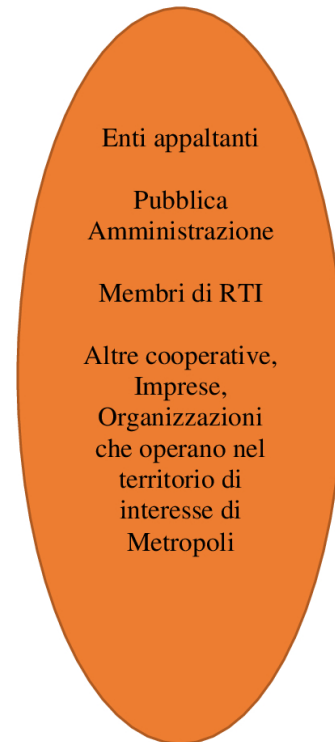 Enti appaltanti
Pubblica
Amministrazione
Membri di RTI
Altre cooperative,
Imprese,
Organizzazioni
che operano nel
territorio di
interesse di
Metropoli